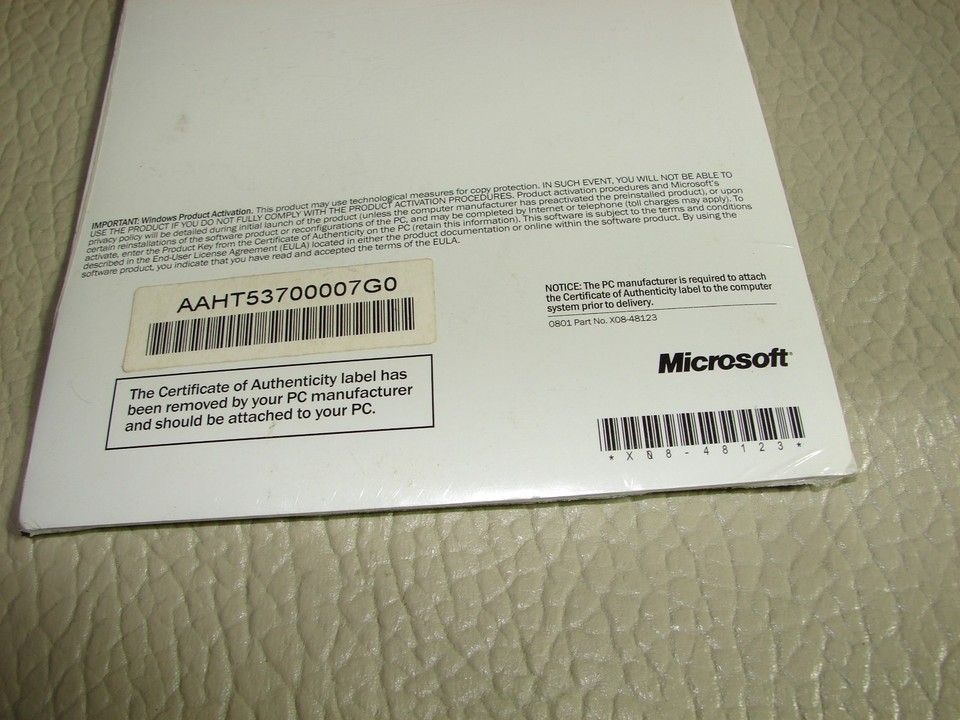 IMPORTANT: Windows Product Activation. This product may use technological measures for copy protection. IN SUCH EVENT, YOU WILL NOT BE ABLE TO
USE THE PRODUCT IF YOU DO NOT FULLY COMPLY WITH THE PRODUCT ACTIVATION PROCEDURES. Product activation procedures and Microsoft's
privacy policy will be detailed during initial launch of the product (unless the computer manufacturer has preactivated the preinstalled product), or upon
certain reinstallations of the software product or reconfigurations of the PC, and may be completed by Internet or telephone (toll charges may apply). To
activate, enter the Product Key from the Certificate of Authenticity on the PC (retain this information). This software is subject to the terms and conditions
described in the End-User License Agreement (EULA) located in either the product documentation or online within the software product. By using the
software product, you indicate that you have read and accepted the terms of the EULA.
AAHT53700007G0
The Certificate of Authenticity label has
been removed by your PC manufacturer
and should be attached to your PC.
NOTICE: The PC manufacturer is required to attach
the Certificate of Authenticity label to the computer
system prior to delivery.
0801 Part No. X08-48123
Microsoft
*X08-48123*